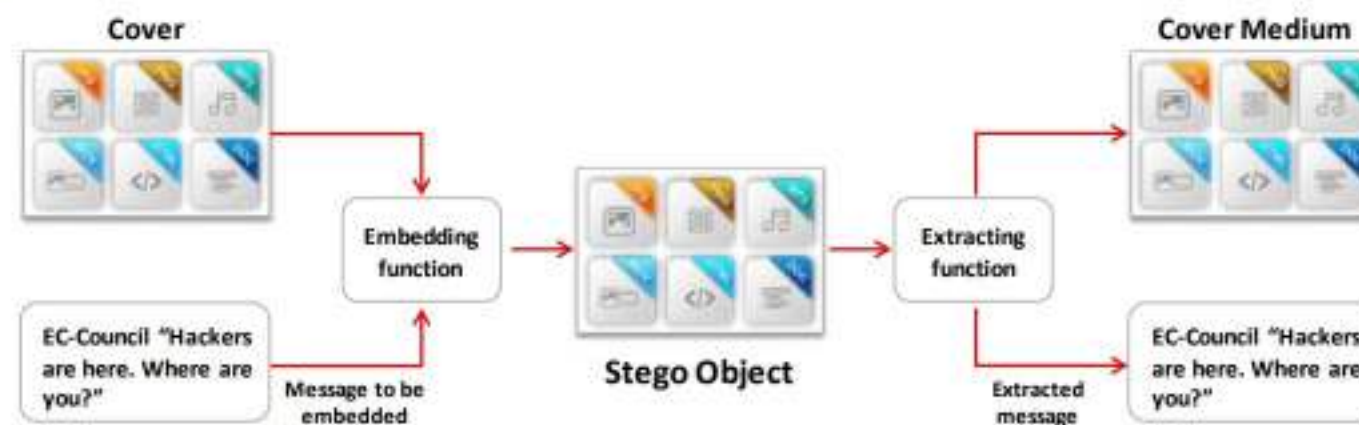 Cover
Cover Medium
Embedding
function
Extracting
function
EC-Council “Hackers
are here. Where are
you?”
Message to be
embedded
Stego Object
Extracted
message
EC-Council “Hackers
are here. Where are
you?”